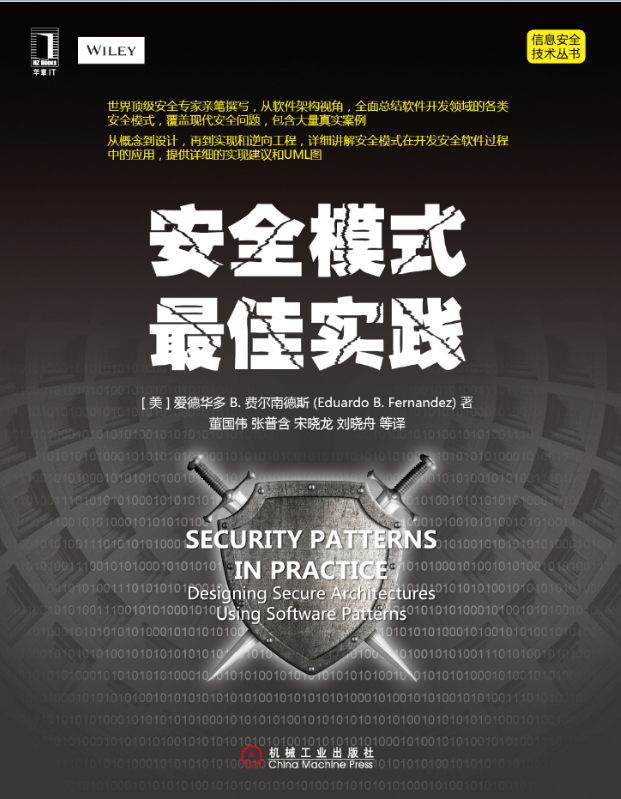 HZ Books
华章 IT
WILEY
信息安全
技术丛书
世界顶级安全专家亲笔撰写，从软件架构视角，全面总结软件开发领域的各类
安全模式，覆盖现代安全问题，包含大量真实案例
从概念到设计，再到实现和逆向工程，详细讲解安全模式在开发安全软件过程
中的应用，提供详细的实现建议和UML图
安全模式
最佳实践
[ 美 ] 爱德华多 B. 费尔南德斯 (Eduardo B. Fernandez) 著
董国伟 张普含 宋晓龙 刘晓舟 等译
SECURITY PATTERNS
IN PRACTICE
Designing Secure Architectures
Using Software Patterns
机械工业出版社
China Machine Press